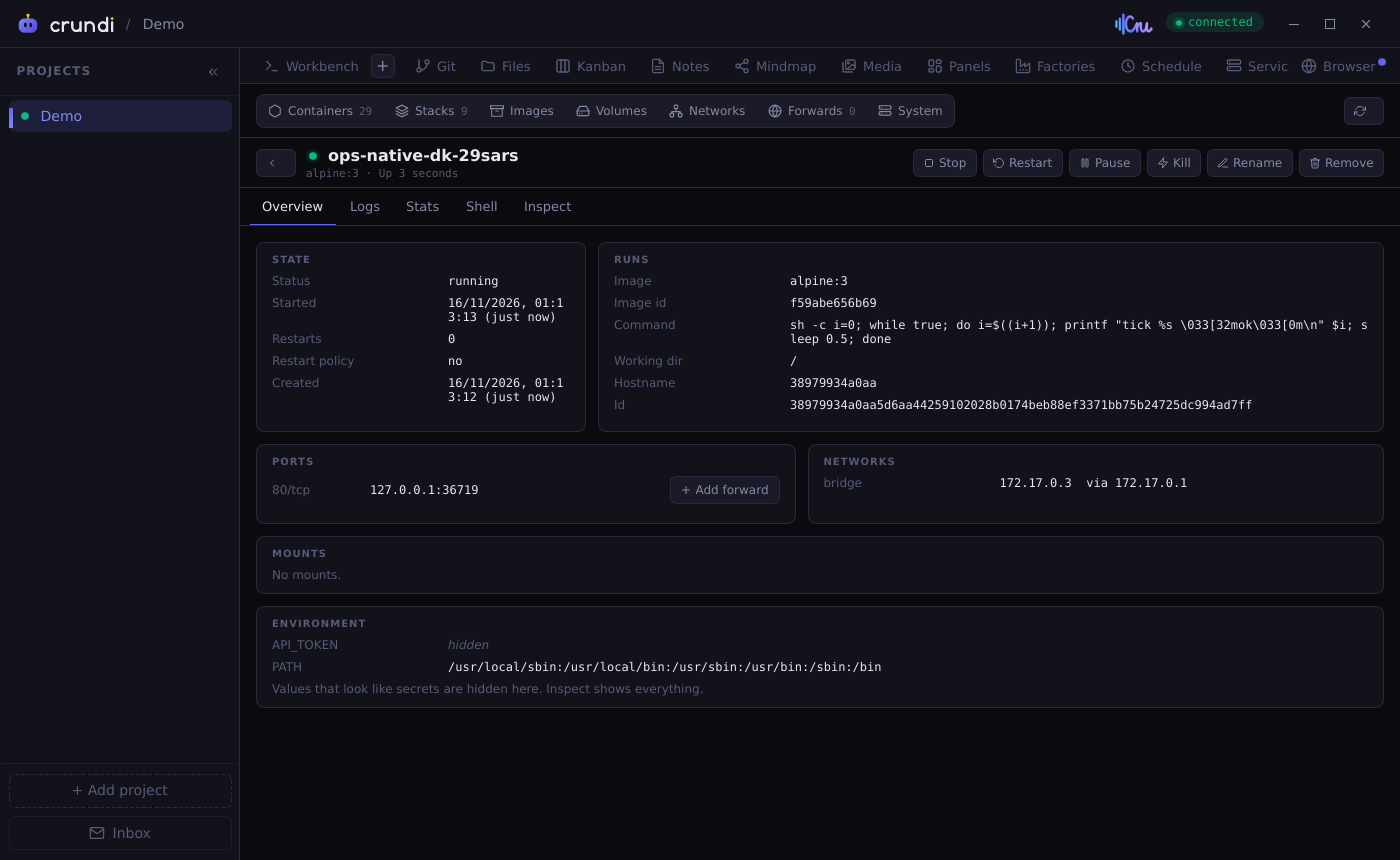 crundi / Demo
Cru
connected
PROJECTS
«
Workbench
+
Git
Files
Kanban
Notes
Mindmap
Media
Panels
Factories
Schedule
Servic
Browser
Demo
Containers 29
Stacks 9
Images
Volumes
Networks
Forwards 0
System
ops-native-dk-29sars
alpine:3 · Up 3 seconds
Stop
Restart
Pause
Kill
Rename
Remove
Overview
Logs
Stats
Shell
Inspect
STATE
Status running
Started 16/11/2026, 01:1
3:13 (just now)
Restarts 0
Restart policy no
Created 16/11/2026, 01:1
3:12 (just now)
RUNS
Image alpine:3
Image id f59abe656b69
Command sh -c i=0; while true; do i=$((i+1)); printf "tick %s \033[32mok\033[0m\n" $i; s
leep 0.5; done
Working dir /
Hostname 38979934a0aa
Id 38979934a0aa5d6aa44259102028b0174beb88ef3371bb75b24725dc994ad7ff
PORTS
80/tcp 127.0.0.1:36719
+ Add forward
NETWORKS
bridge 172.17.0.3 via 172.17.0.1
MOUNTS
No mounts.
ENVIRONMENT
API_TOKEN hidden
PATH /usr/local/sbin:/usr/local/bin:/usr/sbin:/usr/bin:/sbin:/bin
Values that look like secrets are hidden here. Inspect shows everything.
+ Add project
Inbox